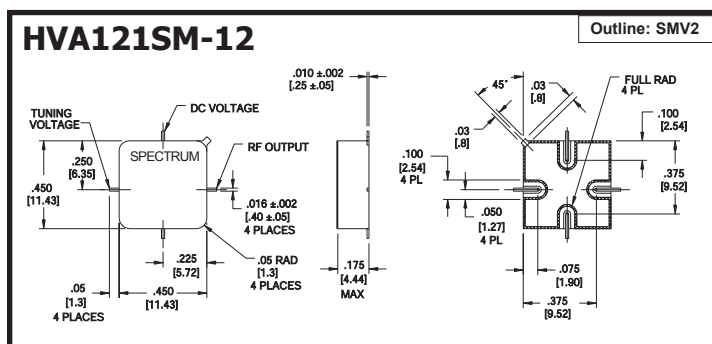 HVA121SM-12
Outline: SMV2
.010 ±.002
[.25 ±.05]
DC VOLTAGE
TUNING
VOLTAGE
SPECTRUM
RF OUTPUT
.250
[6.35]
.450
[11.43]
.016 ±.002
[.40 ±.05]
4 PLACES
.225
[5.72]
.05 RAD
[1.3]
4 PLACES
.05
[1.3]
4 PLACES
.450
[11.43]
.175
[4.44]
MAX
45°
.03
[.8]
FULL RAD
4 PL
.03
[.8]
.100
[2.54]
.100
[2.54]
4 PL
.375
[9.52]
.050
[1.27]
4 PL
.075
[1.90]
.375
[9.52]